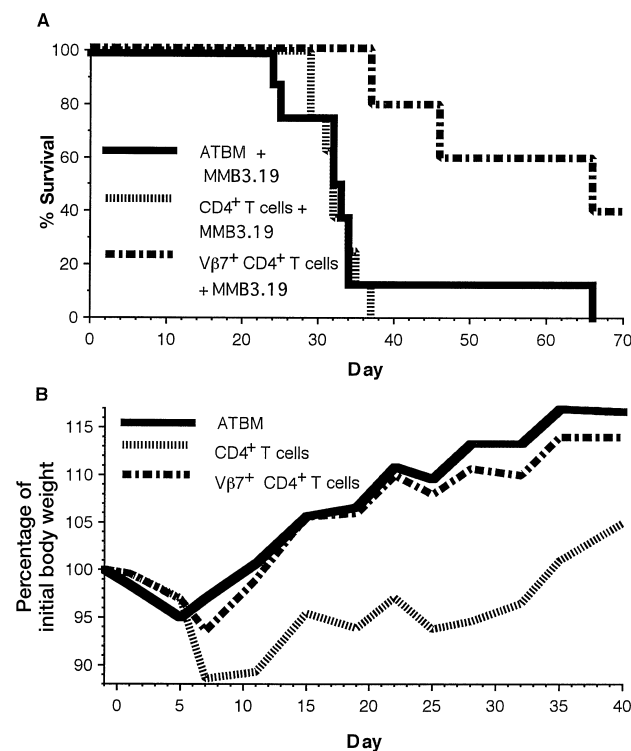 A
% Survival
100
80
60
40
20
0
ATBM +
MMB3.19
CD4+ T cells +
MMB3.19
Vβ7+ CD4+ T cells
+ MMB3.19
0 10 20 30 40 50 60 70
Day
B
Percentage of
initial body weight
115
110
105
100
95
90
ATBM
CD4+ T cells
Vβ7+ CD4+ T cells
0 5 10 15 20 25 30 35 40
Day